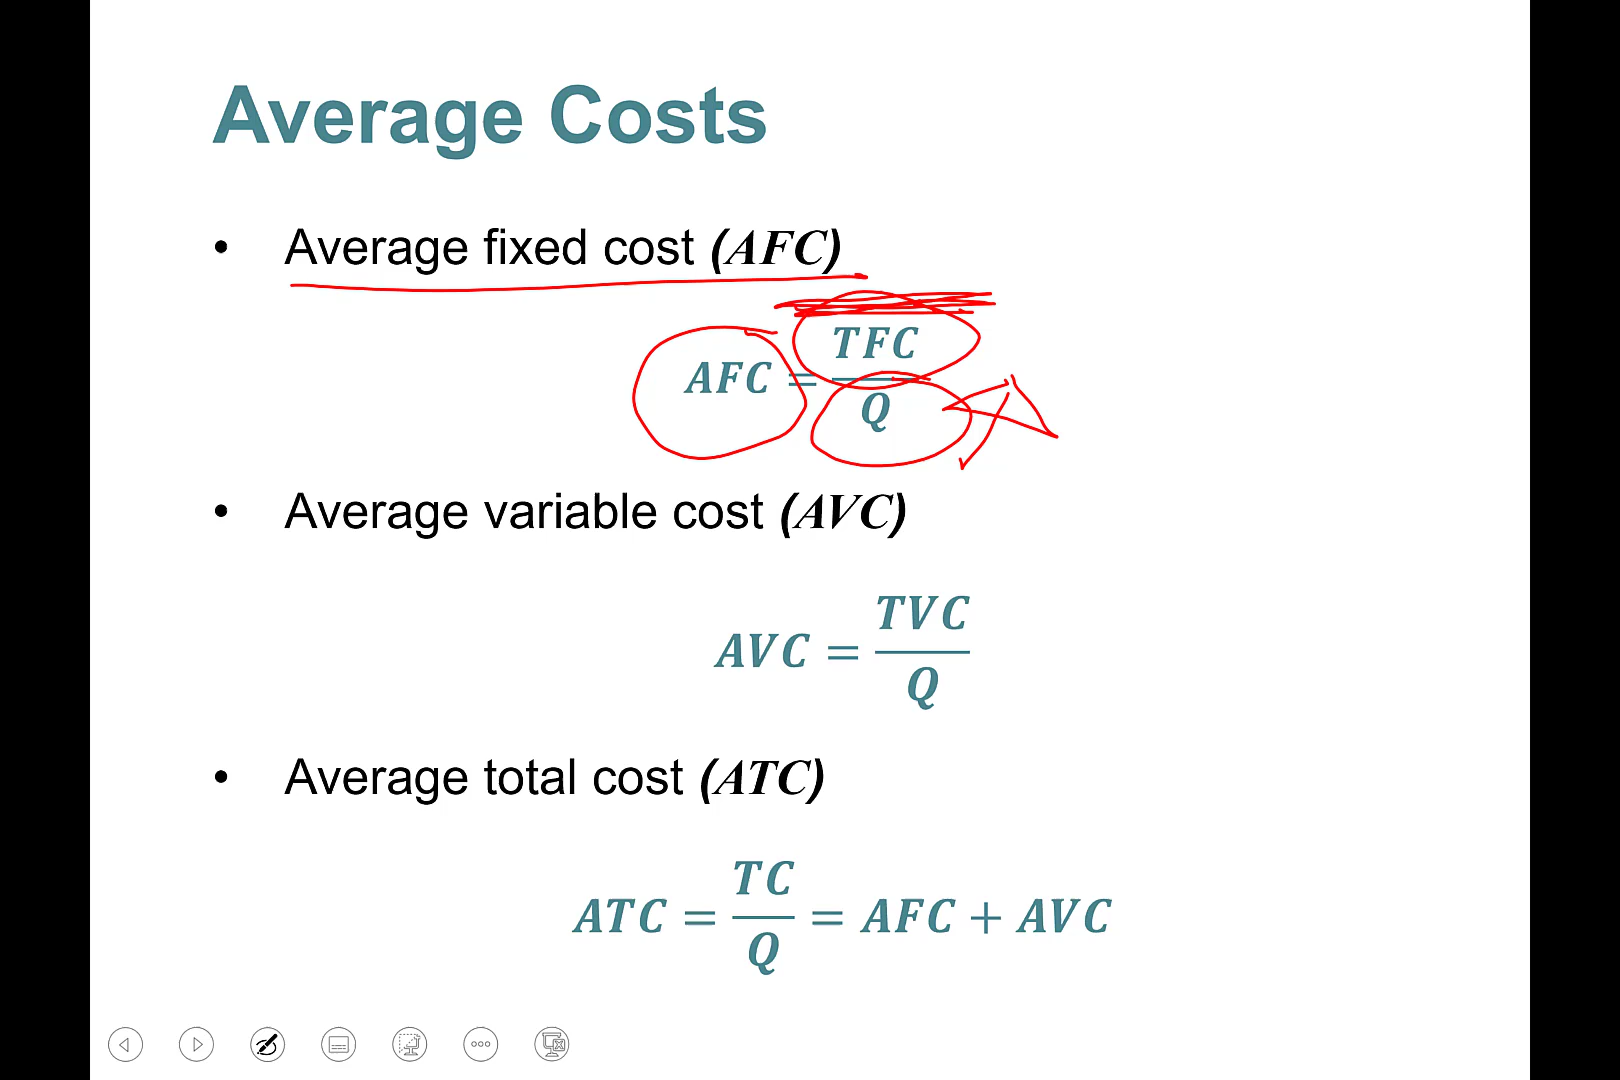 Average Costs
• Average fixed cost (AFC)
AFC = TFC / Q
• Average variable cost (AVC)
AVC = TVC / Q
• Average total cost (ATC)
ATC = TC / Q = AFC + AVC